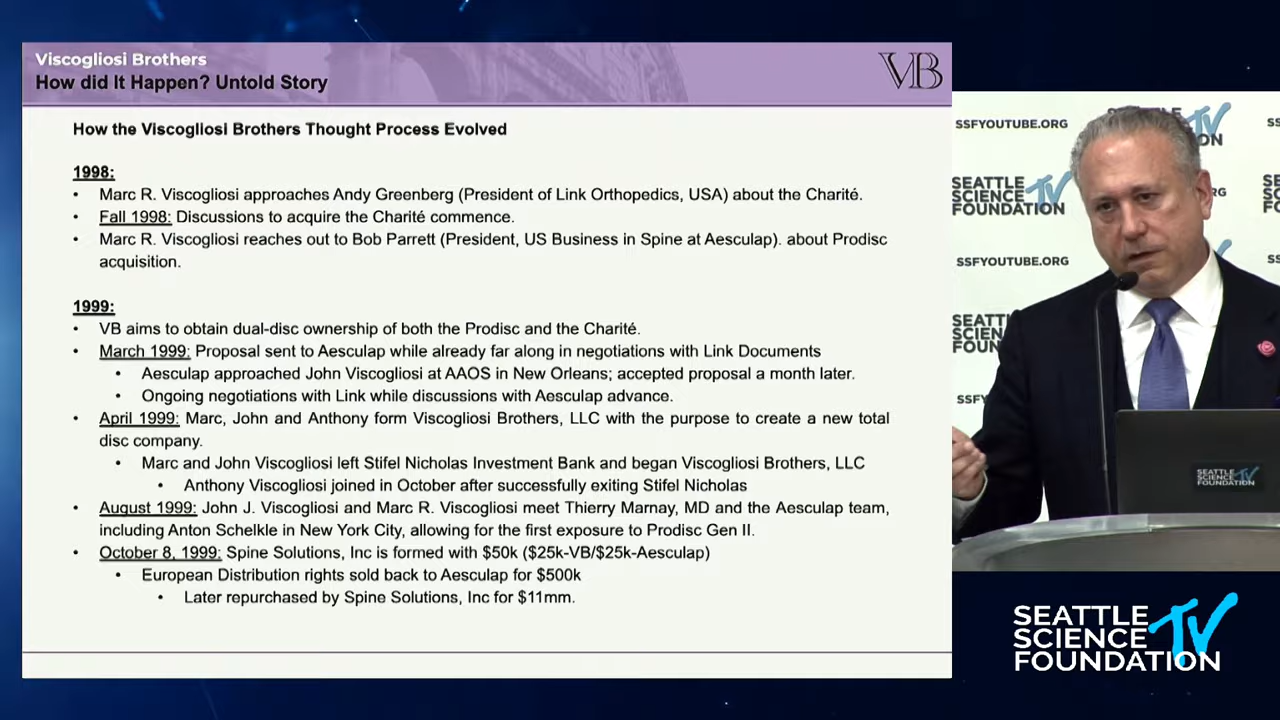 Viscogliosi Brothers
How did It Happen? Untold Story
VB
How the Viscogliosi Brothers Thought Process Evolved
1998:
• Marc R. Viscogliosi approaches Andy Greenberg (President of Link Orthopedics, USA) about the Charité.
• Fall 1998: Discussions to acquire the Charité commence.
• Marc R. Viscogliosi reaches out to Bob Parrett (President, US Business in Spine at Aesculap). about Prodisc
acquisition.
1999:
• VB aims to obtain dual-disc ownership of both the Prodisc and the Charité.
• March 1999: Proposal sent to Aesculap while already far along in negotiations with Link Documents
• Aesculap approached John Viscogliosi at AAOS in New Orleans; accepted proposal a month later.
• Ongoing negotiations with Link while discussions with Aesculap advance.
• April 1999: Marc, John and Anthony form Viscogliosi Brothers, LLC with the purpose to create a new total
disc company.
• Marc and John Viscogliosi left Stifel Nicholas Investment Bank and began Viscogliosi Brothers, LLC
• Anthony Viscogliosi joined in October after successfully exiting Stifel Nicholas
• August 1999: John J. Viscogliosi and Marc R. Viscogliosi meet Thierry Marnay, MD and the Aesculap team,
including Anton Schelkle in New York City, allowing for the first exposure to Prodisc Gen II.
• October 8, 1999: Spine Solutions, Inc is formed with $50k ($25k-VB/$25k-Aesculap)
• European Distribution rights sold back to Aesculap for $500k
• Later repurchased by Spine Solutions, Inc for $11mm.
SSFYOUTUBE.ORG
TV
SEATTLE
SCIENCE TV
FOUNDATION
SSFYOUTUBE.ORG
SEATTLE
SCIENCE TV
FOUNDATION
SEATTLE
SCIENCE TV
FOUNDATION